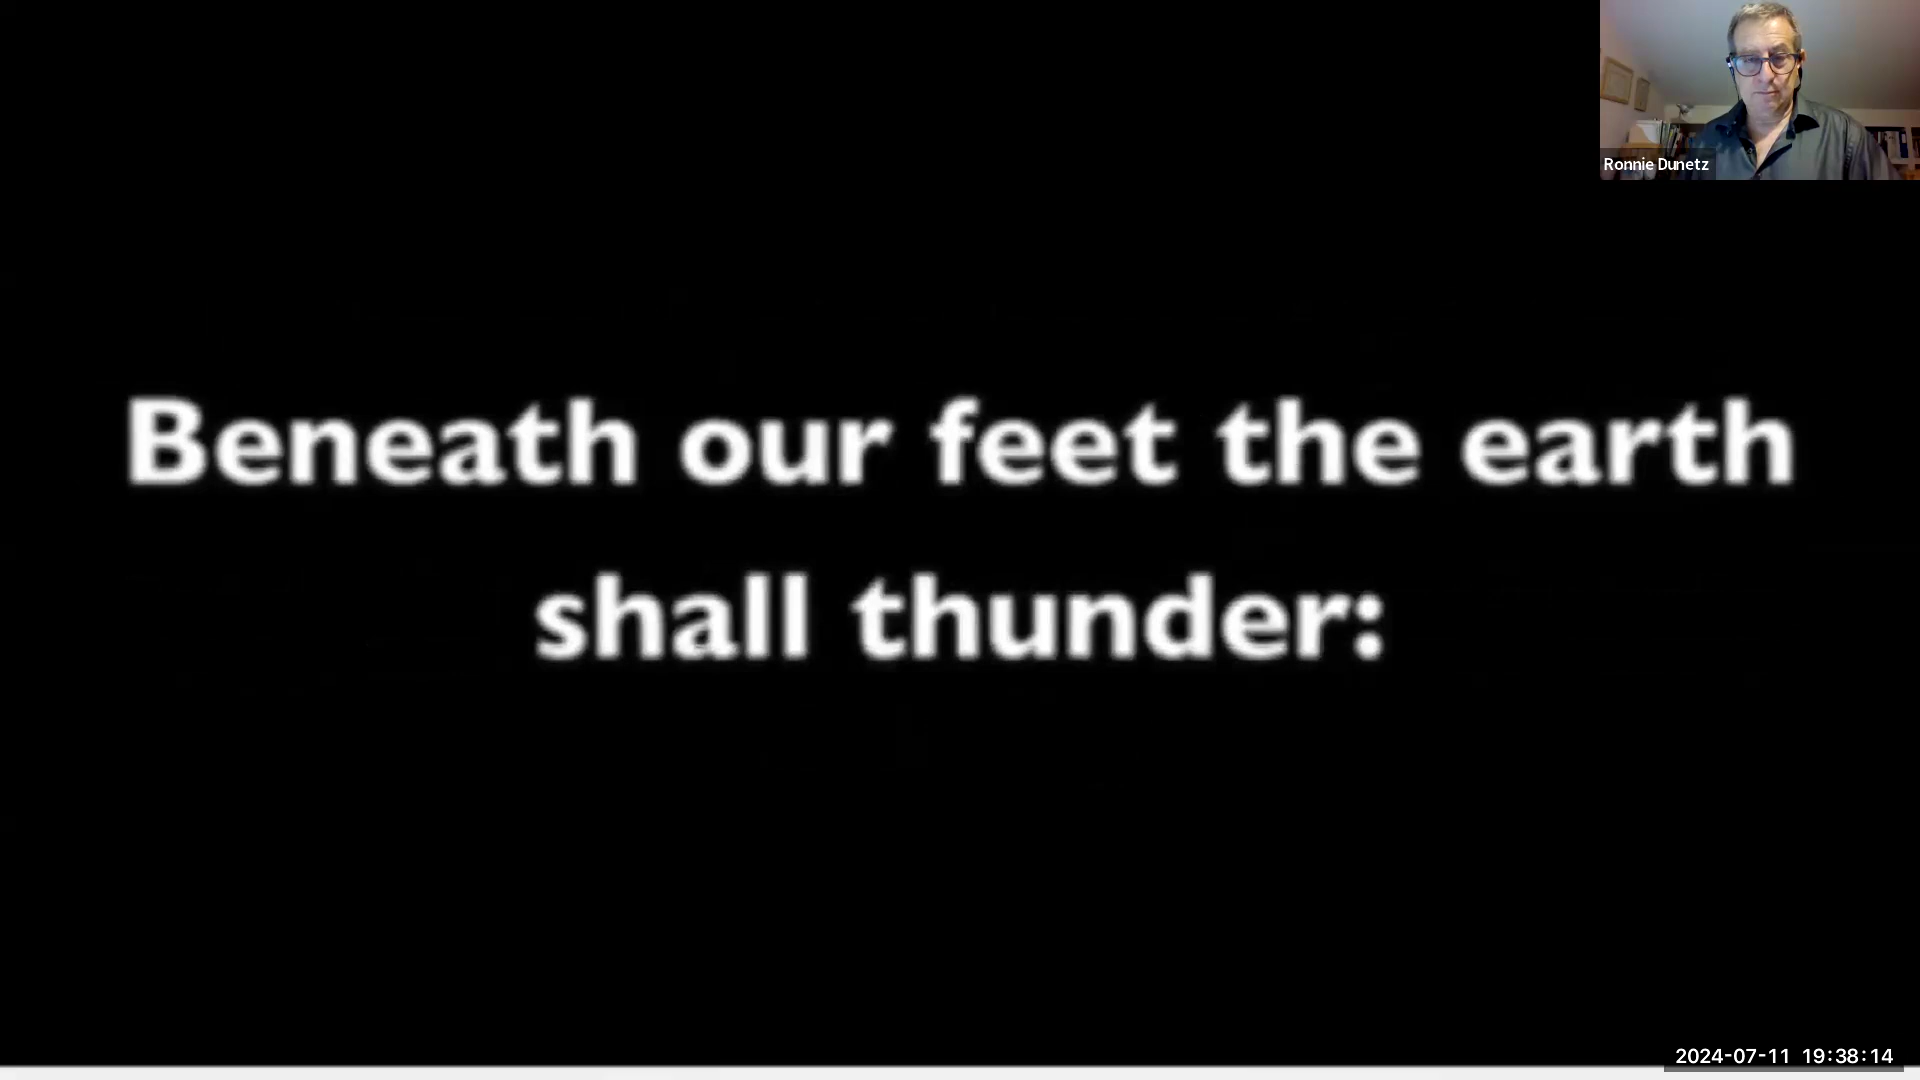 Ronnie Dunetz
Beneath our feet the earth
shall thunder:
2024-07-11 19:38:14